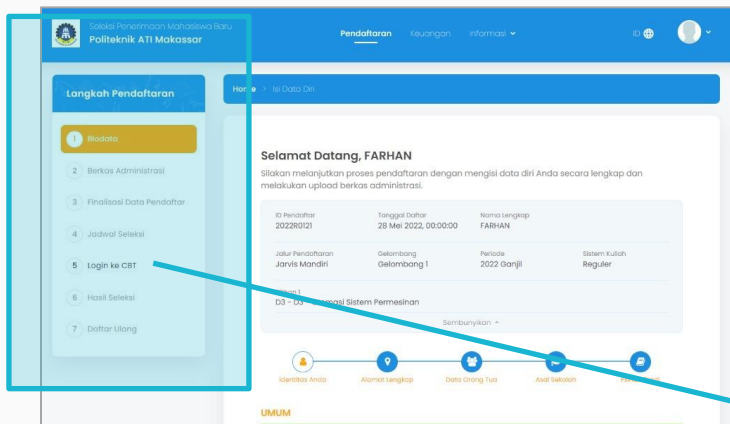 Seleksi Penerimaan Mahasiswa Baru
Politeknik ATI Makassar
Pendaftaran Keuangan Informasi
ID
Langkah Pendaftaran
1 Biodata
2 Berkas Administrasi
3 Finalisasi Data Pendaftar
4 Jadwal Seleksi
5 Login ke CBT
6 Hasil Seleksi
7 Daftar Ulang
Home > Isi Data Diri
Selamat Datang, FARHAN
Silakan melanjutkan proses pendaftaran dengan mengisi data diri Anda secara lengkap dan
melakukan upload berkas administrasi.
ID Pendaftar Tanggal Daftar Nama Lengkap
2022R0121 28 Mei 2022, 00:00:00 FARHAN
Jalur Pendaftaran Gelombang Periode Sistem Kuliah
Jarvis Mandiri Gelombang 1 2022 Ganjil Reguler
1
D3 - D3 Sistem Permesinan
Sembunyikan
Identitas Anda Alamat Lengkap Data Orang Tua Asal Sekolah
UMUM